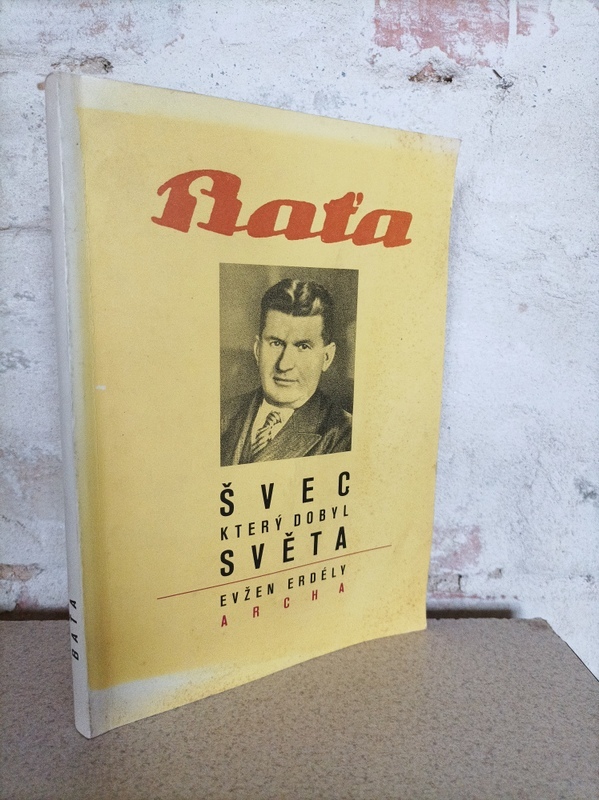 Baťa
ŠVEC
KTERÝ DOBYL
SVĚTA
EVŽEN ERDÉLY
ARCHA
BAŤA